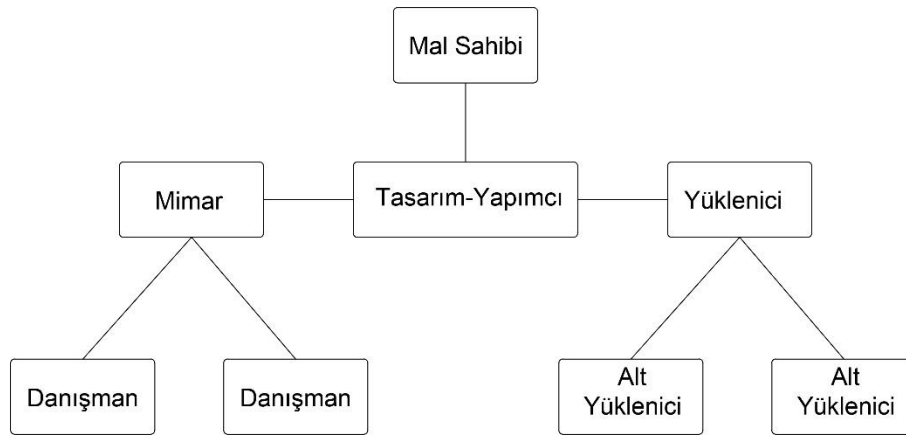 Mal Sahibi
Mimar
Tasarım-Yapımcı
Yüklenici
Danışman
Danışman
Alt
Yüklenici
Alt
Yüklenici